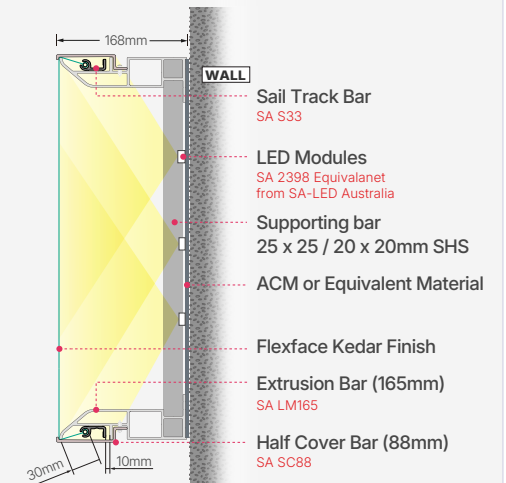 168mm
WALL
Sail Track Bar
SA S33
LED Modules
SA 2398 Equivalanet
from SA-LED Australia
Supporting bar
25 x 25 / 20 x 20mm SHS
ACM or Equivalent Material
Flexface Kedar Finish
Extrusion Bar (165mm)
SA LM165
Half Cover Bar (88mm)
SA SC88
30mm
10mm